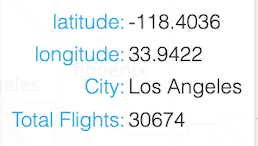 latitude: -118.4036
longitude: 33.9422
City: Los Angeles
Total Flights: 30674